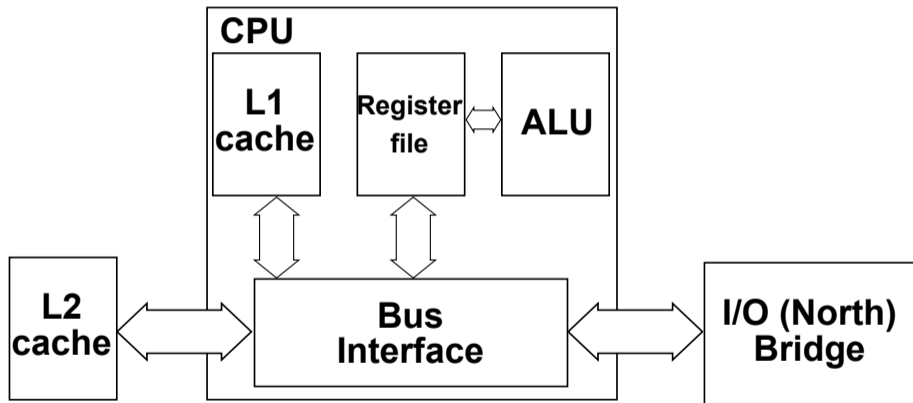 CPU
L1
cache
Register
file
ALU
L2
cache
Bus
Interface
I/O (North)
Bridge